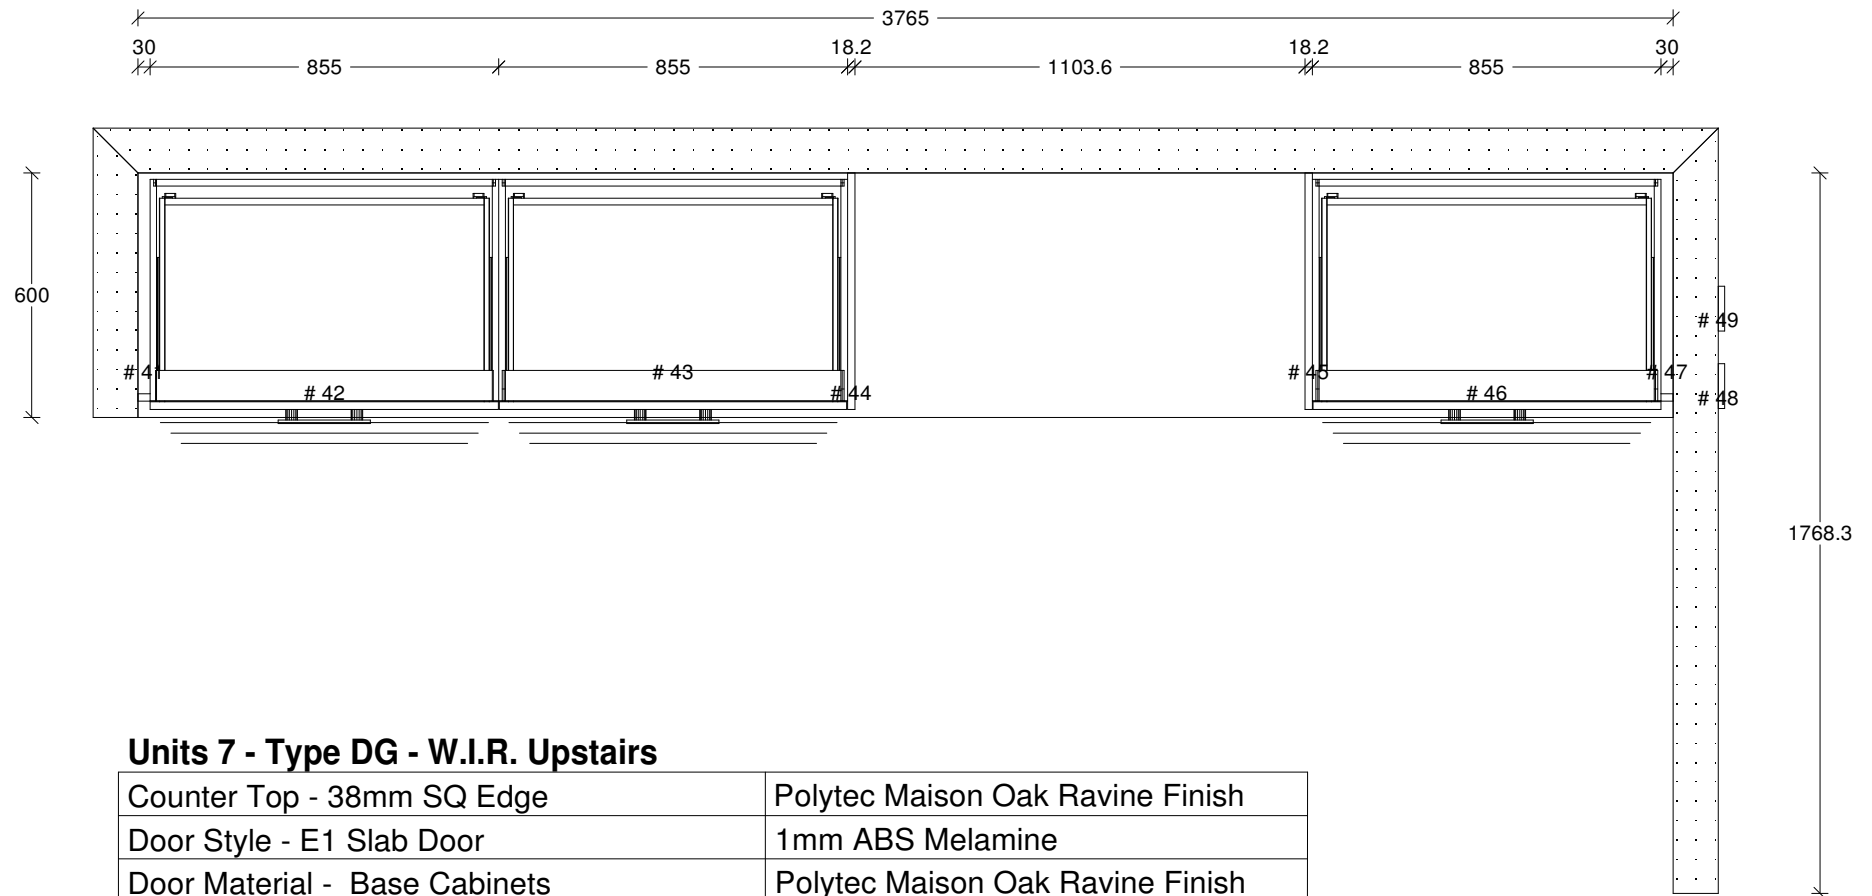 3765
30 18.2 18.2 30
855 855 1103.6 855
600
# 49
# 4 # 43 # 45 # 47
# 42 # 44 # 46 # 48
1768.3
Units 7 - Type DG - W.I.R. Upstairs
Counter Top - 38mm SQ Edge Polytec Maison Oak Ravine Finish
Door Style - E1 Slab Door 1mm ABS Melamine
Door Material - Base Cabinets Polytec Maison Oak Ravine Finish